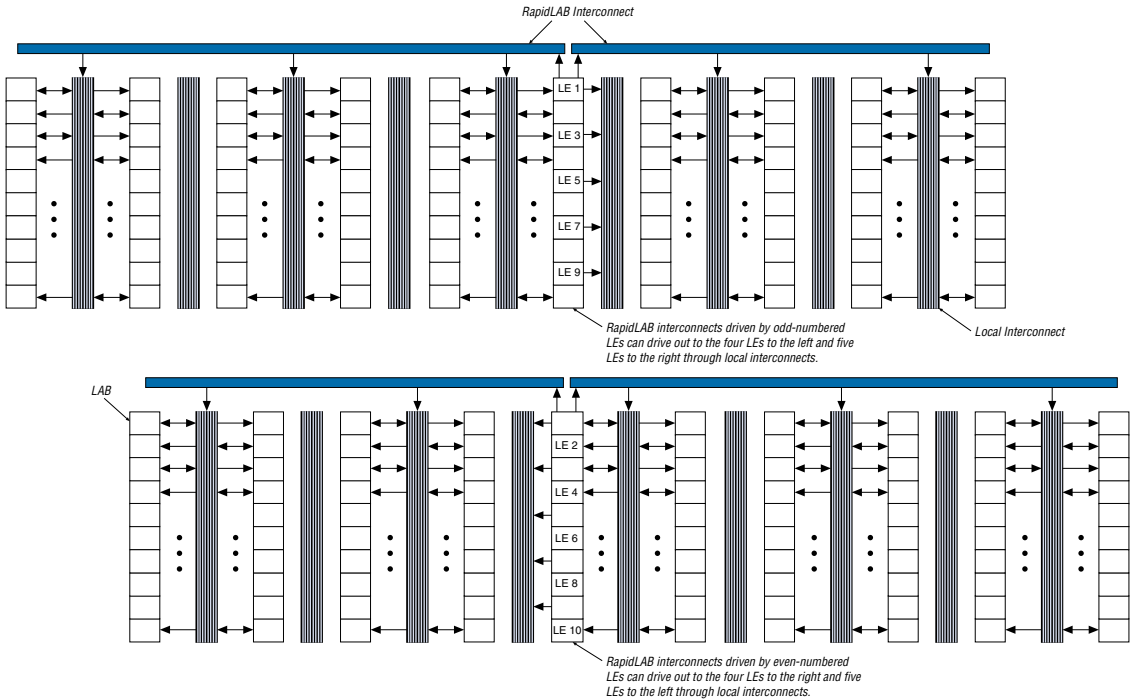 RapidLAB Interconnect
LE 1
LE 3
LE 5
LE 7
LE 9
RapidLAB interconnects driven by odd-numbered
LEs can drive out to the four LEs to the left and five
LEs to the right through local interconnects.
Local Interconnect
LAB
LE 2
LE 4
LE 6
LE 8
LE 10
RapidLAB interconnects driven by even-numbered
LEs can drive out to the four LEs to the right and five
LEs to the left through local interconnects.